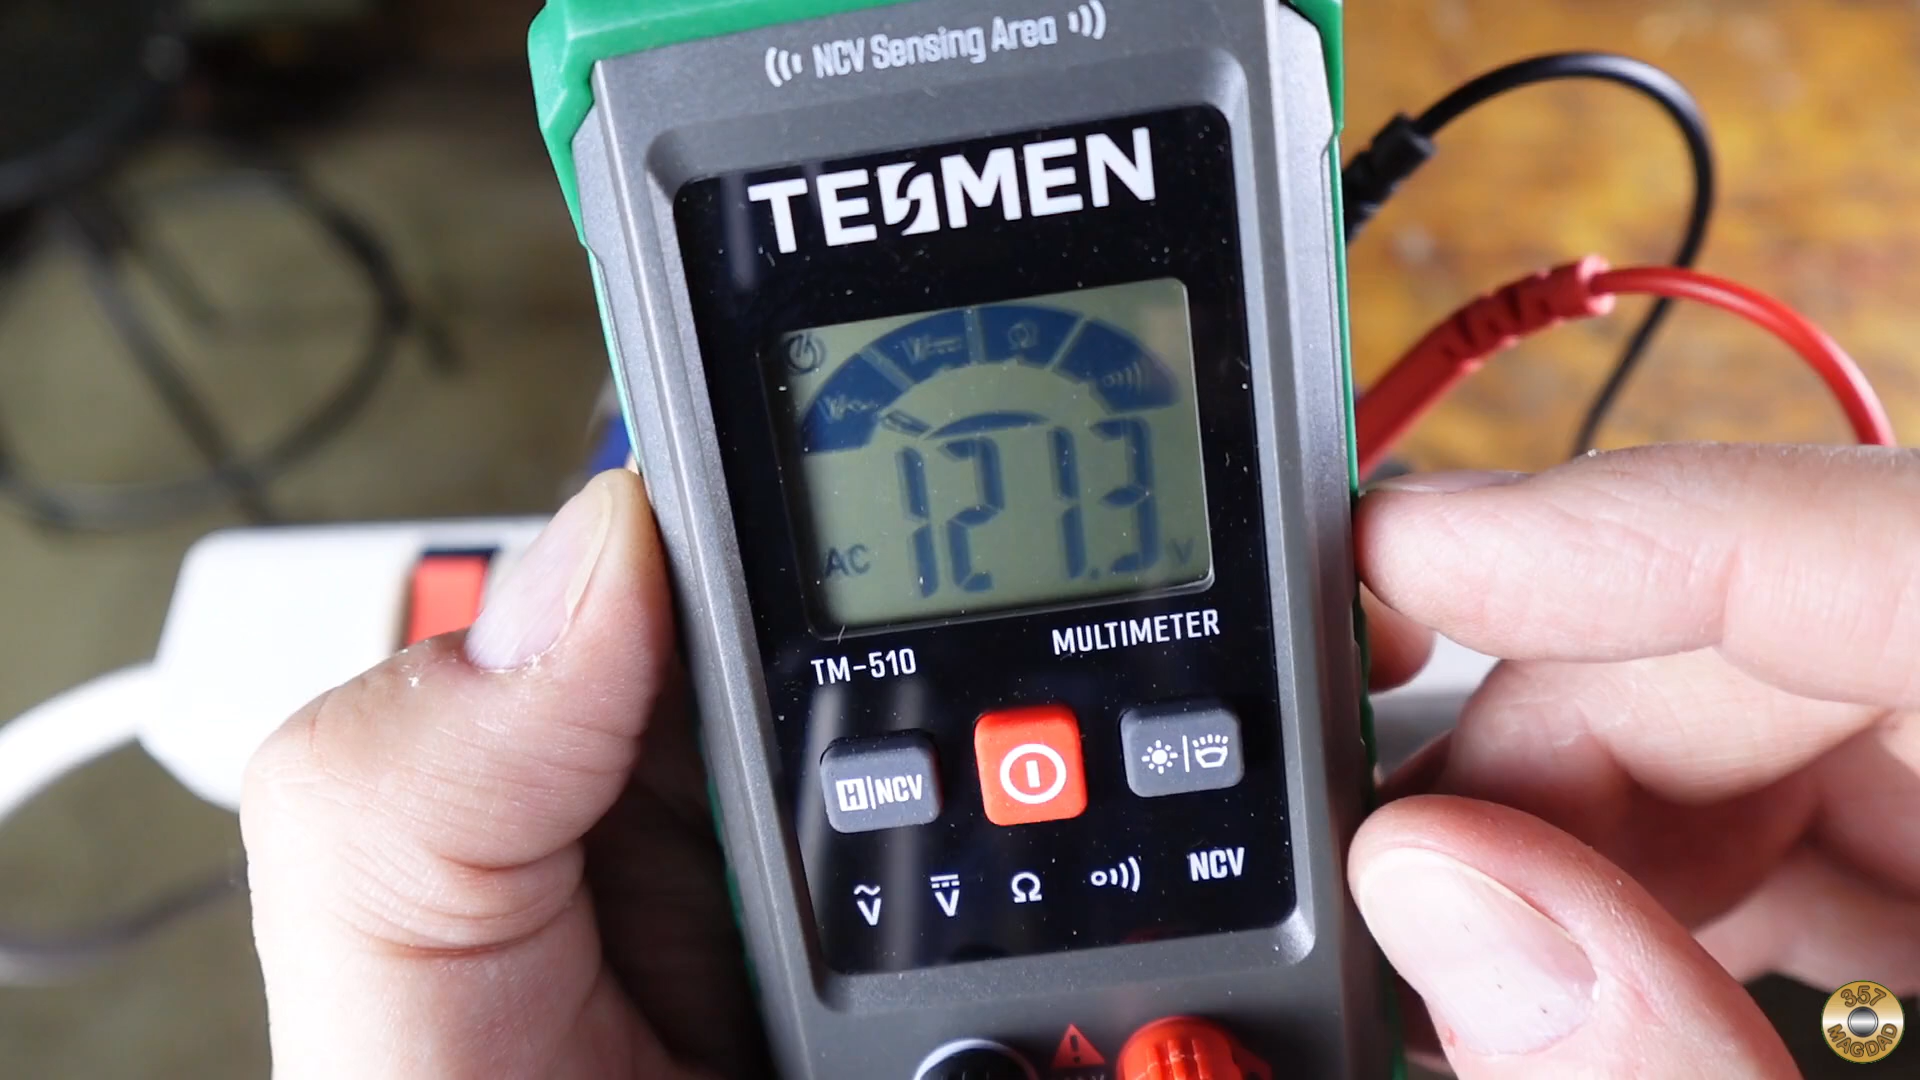 NCV Sensing Area
TESMEN
AC 121.3 V
TM-510 MULTIMETER
H|NCV
V Ω NCV
357
MAGDAD